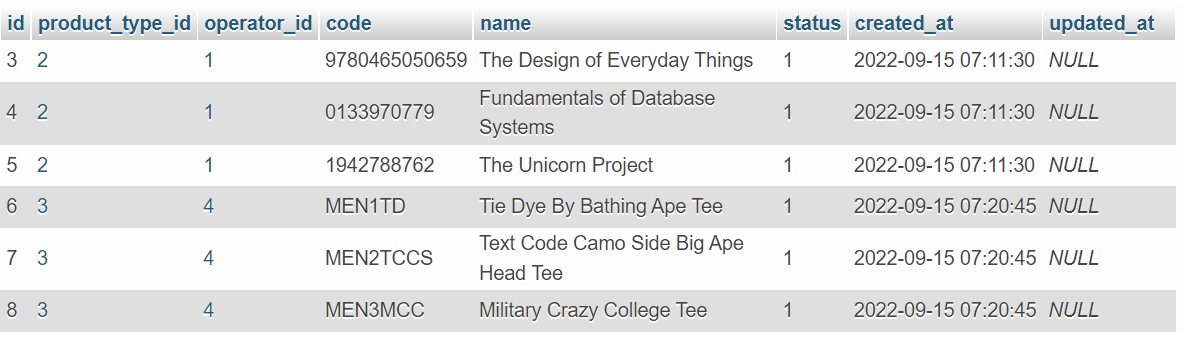 id product_type_id operator_id code name status created_at updated_at
3 2 1 9780465050659 The Design of Everyday Things 1 2022-09-15 07:11:30 NULL
4 2 1 0133970779 Fundamentals of Database Systems 1 2022-09-15 07:11:30 NULL
5 2 1 1942788762 The Unicorn Project 1 2022-09-15 07:11:30 NULL
6 3 4 MEN1TD Tie Dye By Bathing Ape Tee 1 2022-09-15 07:20:45 NULL
7 3 4 MEN2TCCS Text Code Camo Side Big Ape Head Tee 1 2022-09-15 07:20:45 NULL
8 3 4 MEN3MCC Military Crazy College Tee 1 2022-09-15 07:20:45 NULL